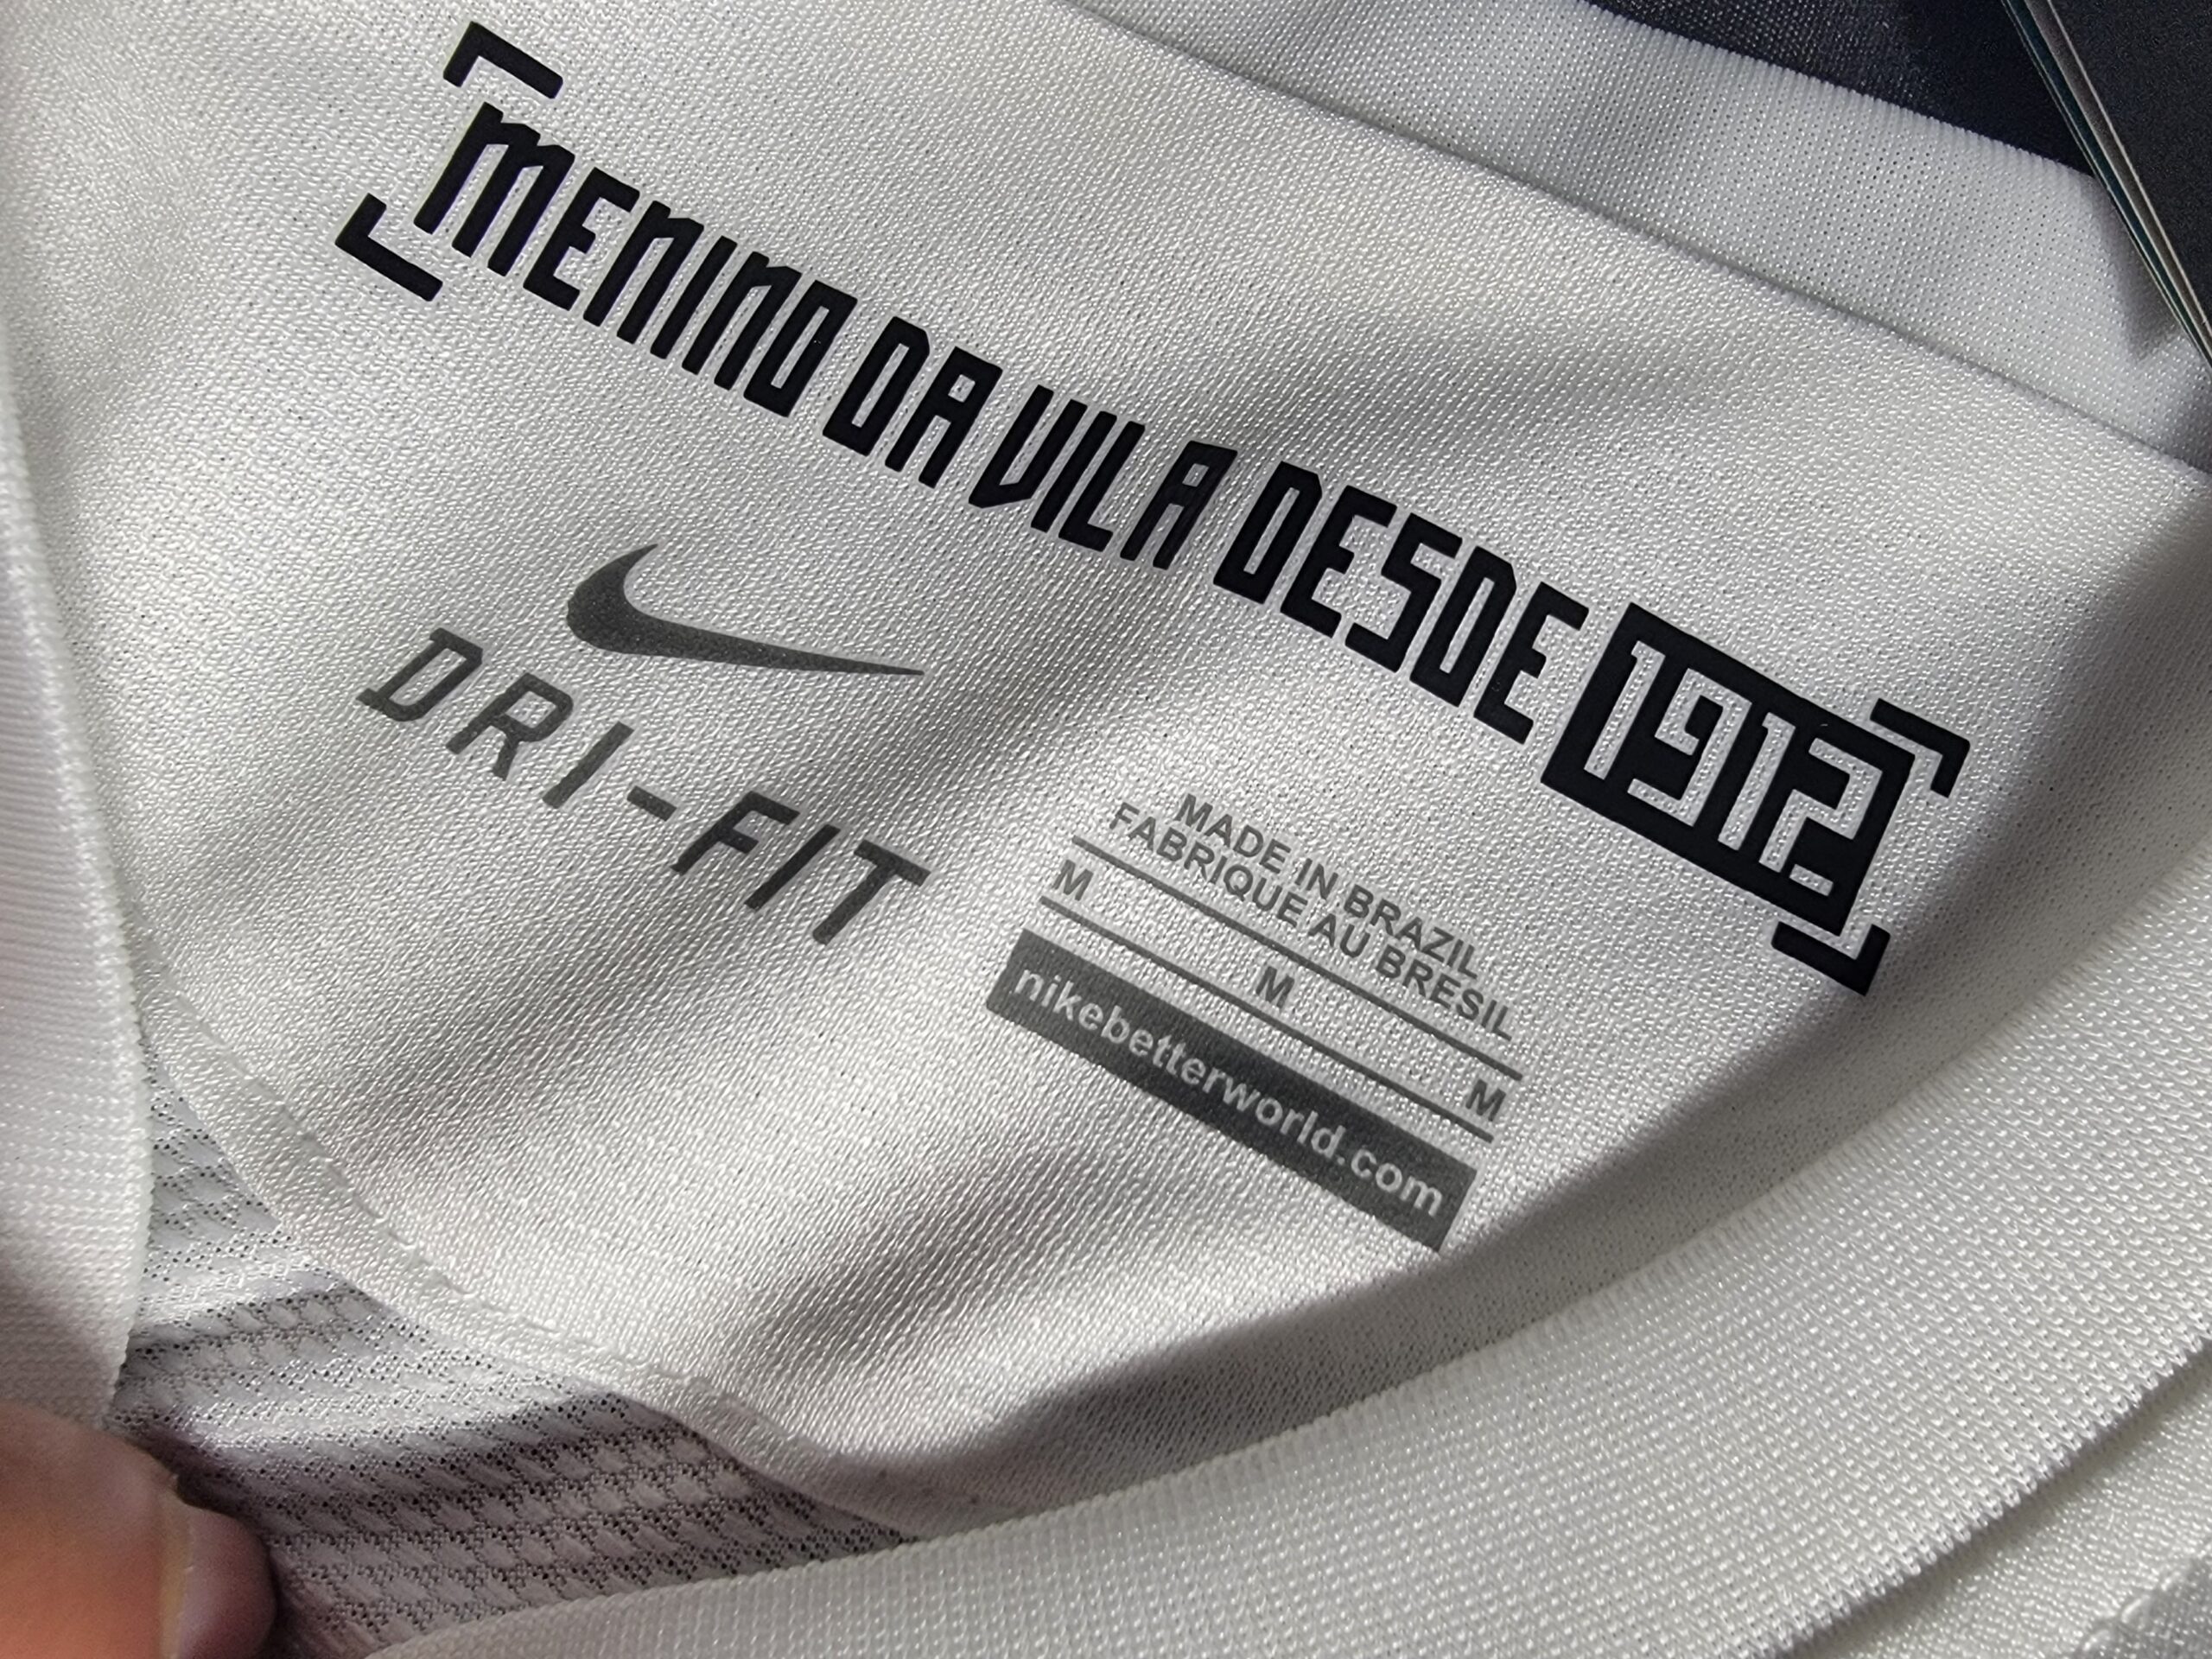 MENINO DA VILA DESDE 1912
DRI-FIT
MADE IN BRAZIL
FABRIQUE AU BRESIL
M M M
nikebetterworld.com